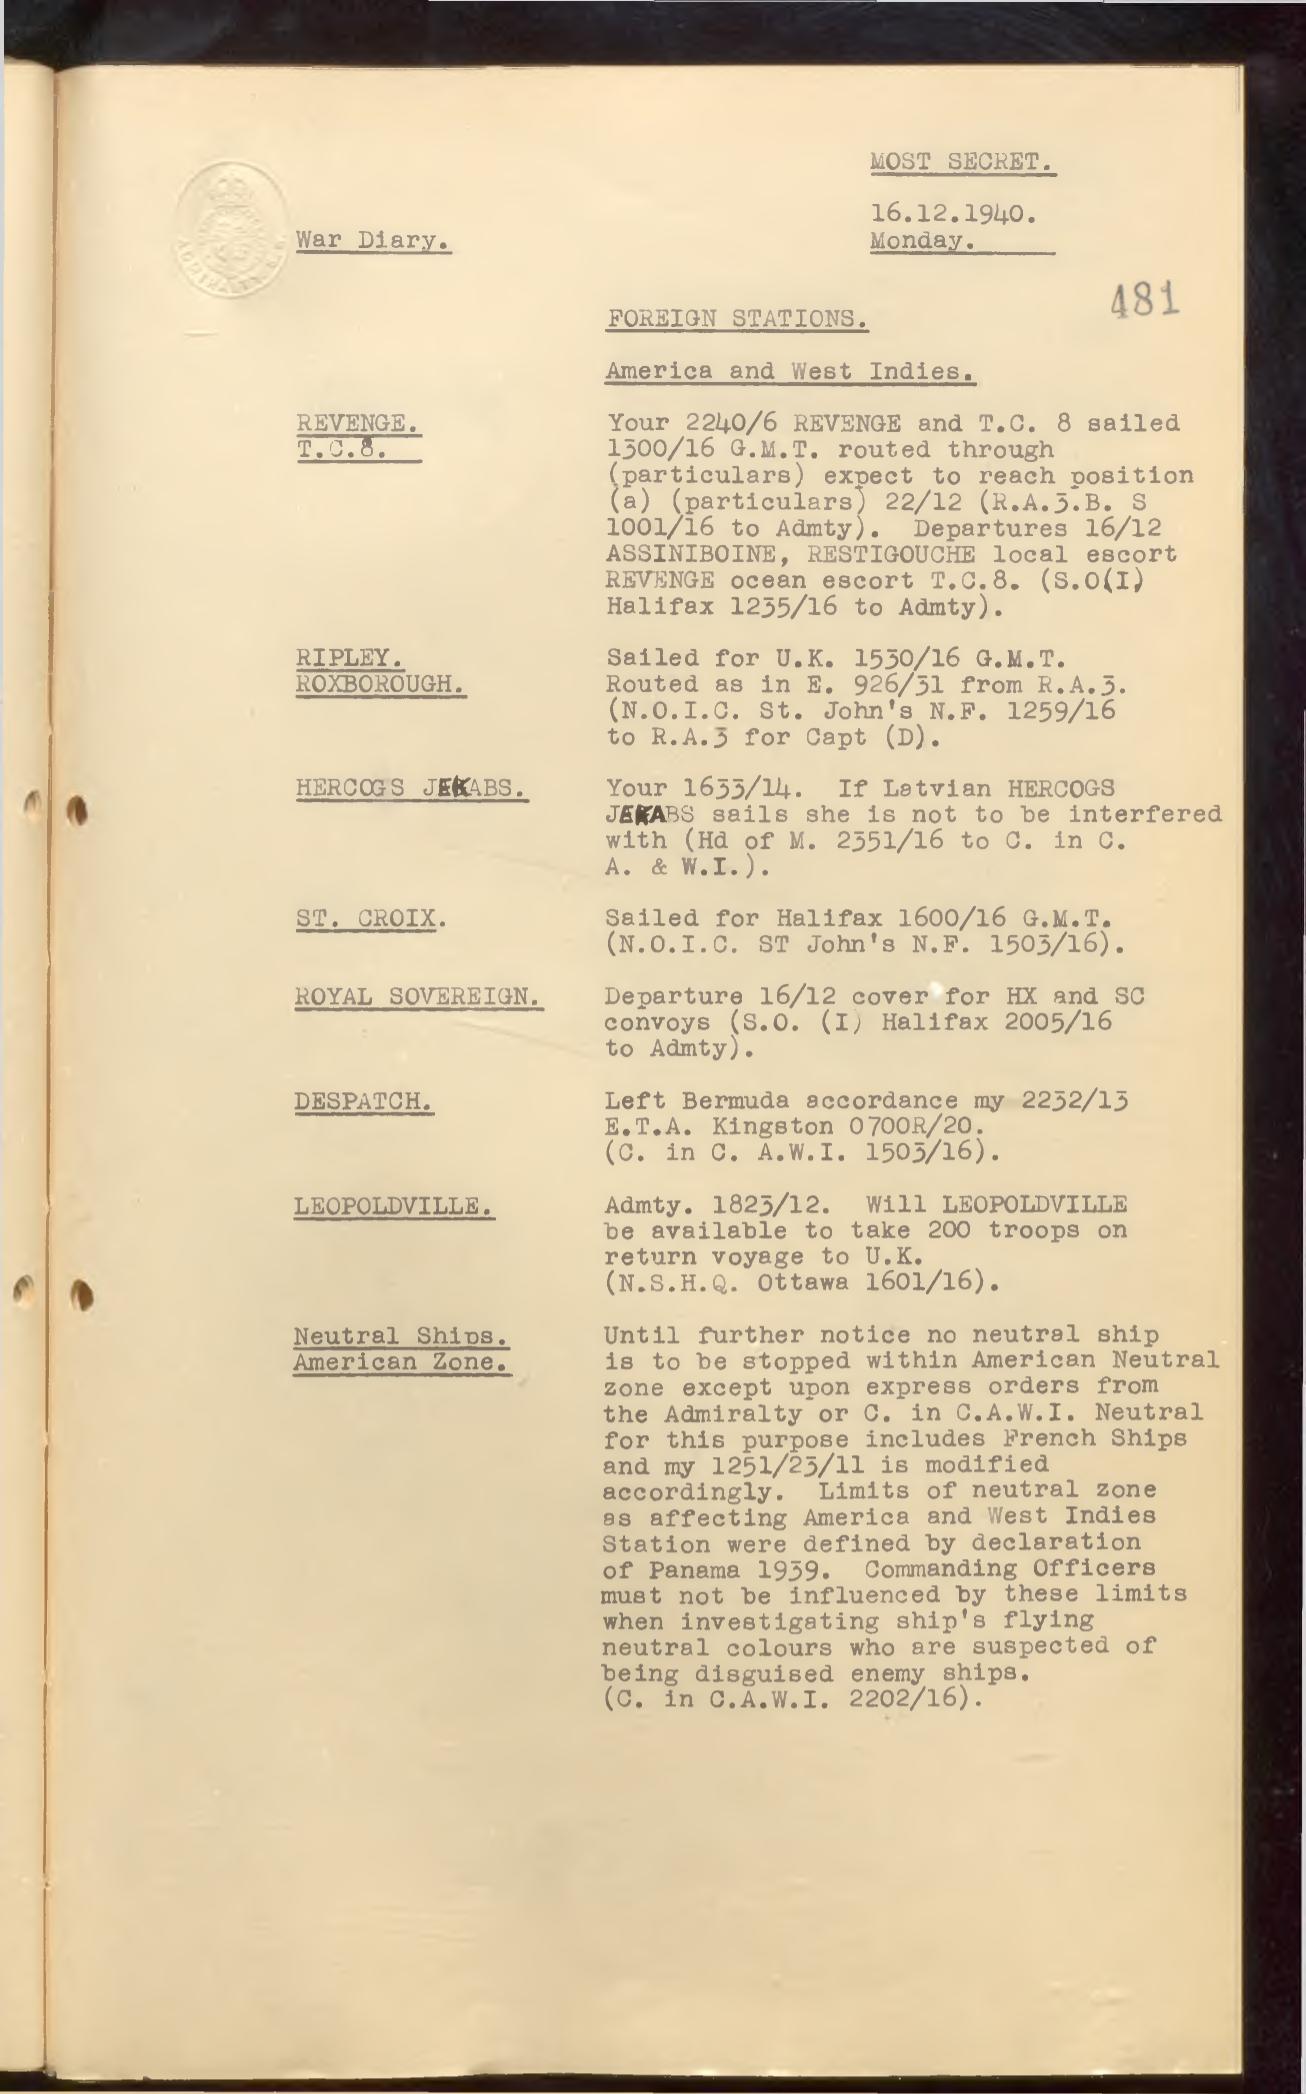 MOST SECRET.
16.12.1940.
Monday.
War Diary.
481
FOREIGN STATIONS.
America and West Indies.
REVENGE.
T.C.8.
Your 2240/6 REVENGE and T.C. 8 sailed
1300/16 G.M.T. routed through
(particulars) expect to reach position
(a) (particulars) 22/12 (R.A.3.B. S
1001/16 to Admty). Departures 16/12
ASSINIBOINE, RESTIGOUCHE local escort
REVENGE ocean escort T.C.8. (S.O(I)
Halifax 1235/16 to Admty).
RIPLEY.
ROXBOROUGH.
Sailed for U.K. 1530/16 G.M.T.
Routed as in E. 926/31 from R.A.3.
(N.O.I.C. St. John's N.F. 1259/16
to R.A.3 for Capt (D).
HERCOGS JEKABS.
Your 1633/14. If Latvian HERCOGS
JEKABS sails she is not to be interfered
with (Hd of M. 2351/16 to C. in C.
A. & W.I.).
ST. CROIX.
Sailed for Halifax 1600/16 G.M.T.
(N.O.I.C. ST John's N.F. 1503/16).
ROYAL SOVEREIGN.
Departure 16/12 cover for HX and SC
convoys (S.O. (I) Halifax 2005/16
to Admty).
DESPATCH.
Left Bermuda accordance my 2232/13
E.T.A. Kingston 0700R/20.
(C. in C. A.W.I. 1503/16).
LEOPOLDVILLE.
Admty. 1823/12. Will LEOPOLDVILLE
be available to take 200 troops on
return voyage to U.K.
(N.S.H.Q. Ottawa 1601/16).
Neutral Ships.
American Zone.
Until further notice no neutral ship
is to be stopped within American Neutral
zone except upon express orders from
the Admiralty or C. in C.A.W.I. Neutral
for this purpose includes French Ships
and my 1251/23/11 is modified
accordingly. Limits of neutral zone
as affecting America and West Indies
Station were defined by declaration
of Panama 1939. Commanding Officers
must not be influenced by these limits
when investigating ship's flying
neutral colours who are suspected of
being disguised enemy ships.
(C. in C.A.W.I. 2202/16).